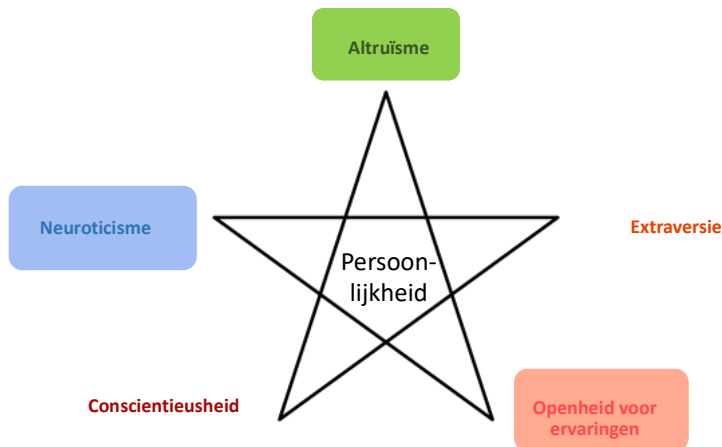 Altruïsme
Neuroticisme
Extraversie
Persoon-
lijkheid
Conscientieusheid
Openheid voor
ervaringen